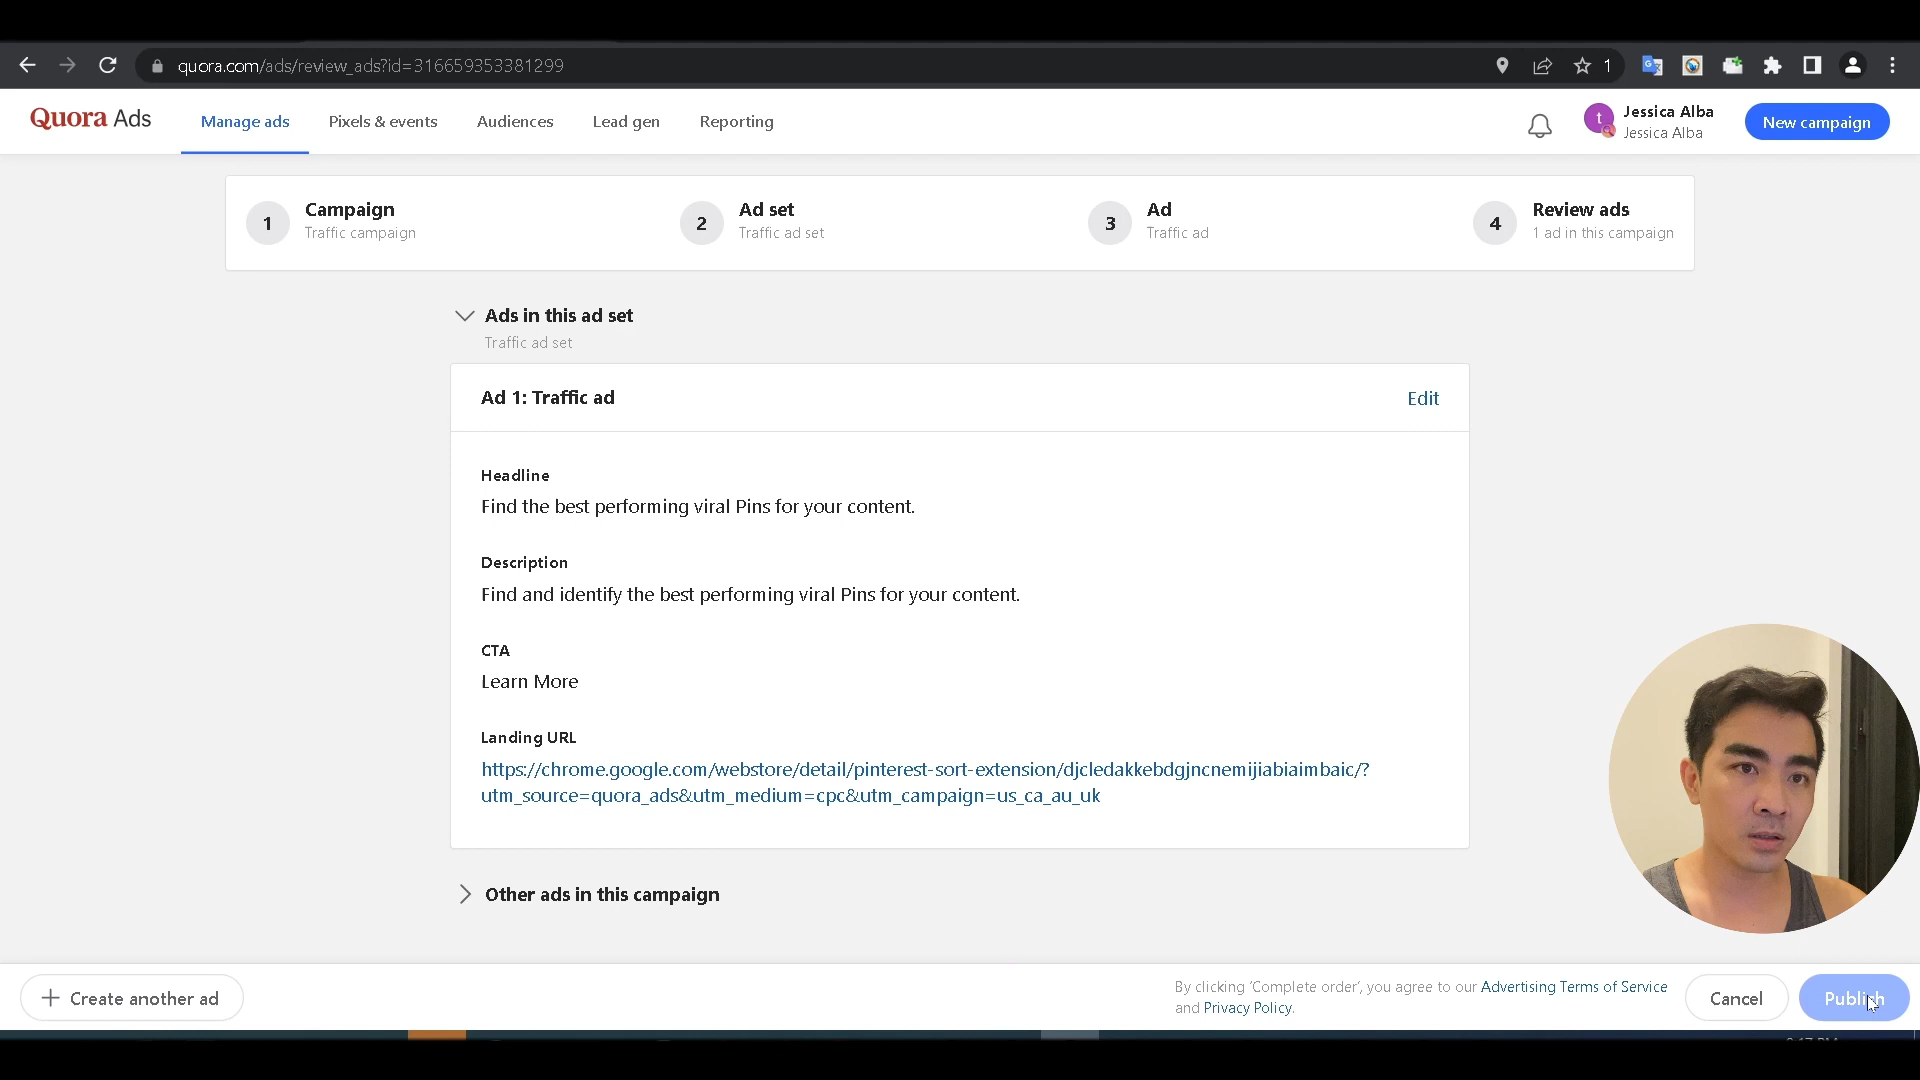 quora.com/ads/review_ads?id=316659353381299
1
Quora Ads
Manage ads
Pixels & events
Audiences
Lead gen
Reporting
t
Jessica Alba
Jessica Alba
New campaign
1
Campaign
Traffic campaign
2
Ad set
Traffic ad set
3
Ad
Traffic ad
4
Review ads
1 ad in this campaign
Ads in this ad set
Traffic ad set
Ad 1: Traffic ad
Edit
Headline
Find the best performing viral Pins for your content.
Description
Find and identify the best performing viral Pins for your content.
CTA
Learn More
Landing URL
https://chrome.google.com/webstore/detail/pinterest-sort-extension/djcledakkebdgjncnemijiabiaimbaic/?
utm_source=quora_ads&utm_medium=cpc&utm_campaign=us_ca_au_uk
Other ads in this campaign
Create another ad
By clicking 'Complete order', you agree to our Advertising Terms of Service
and Privacy Policy.
Cancel
Publish